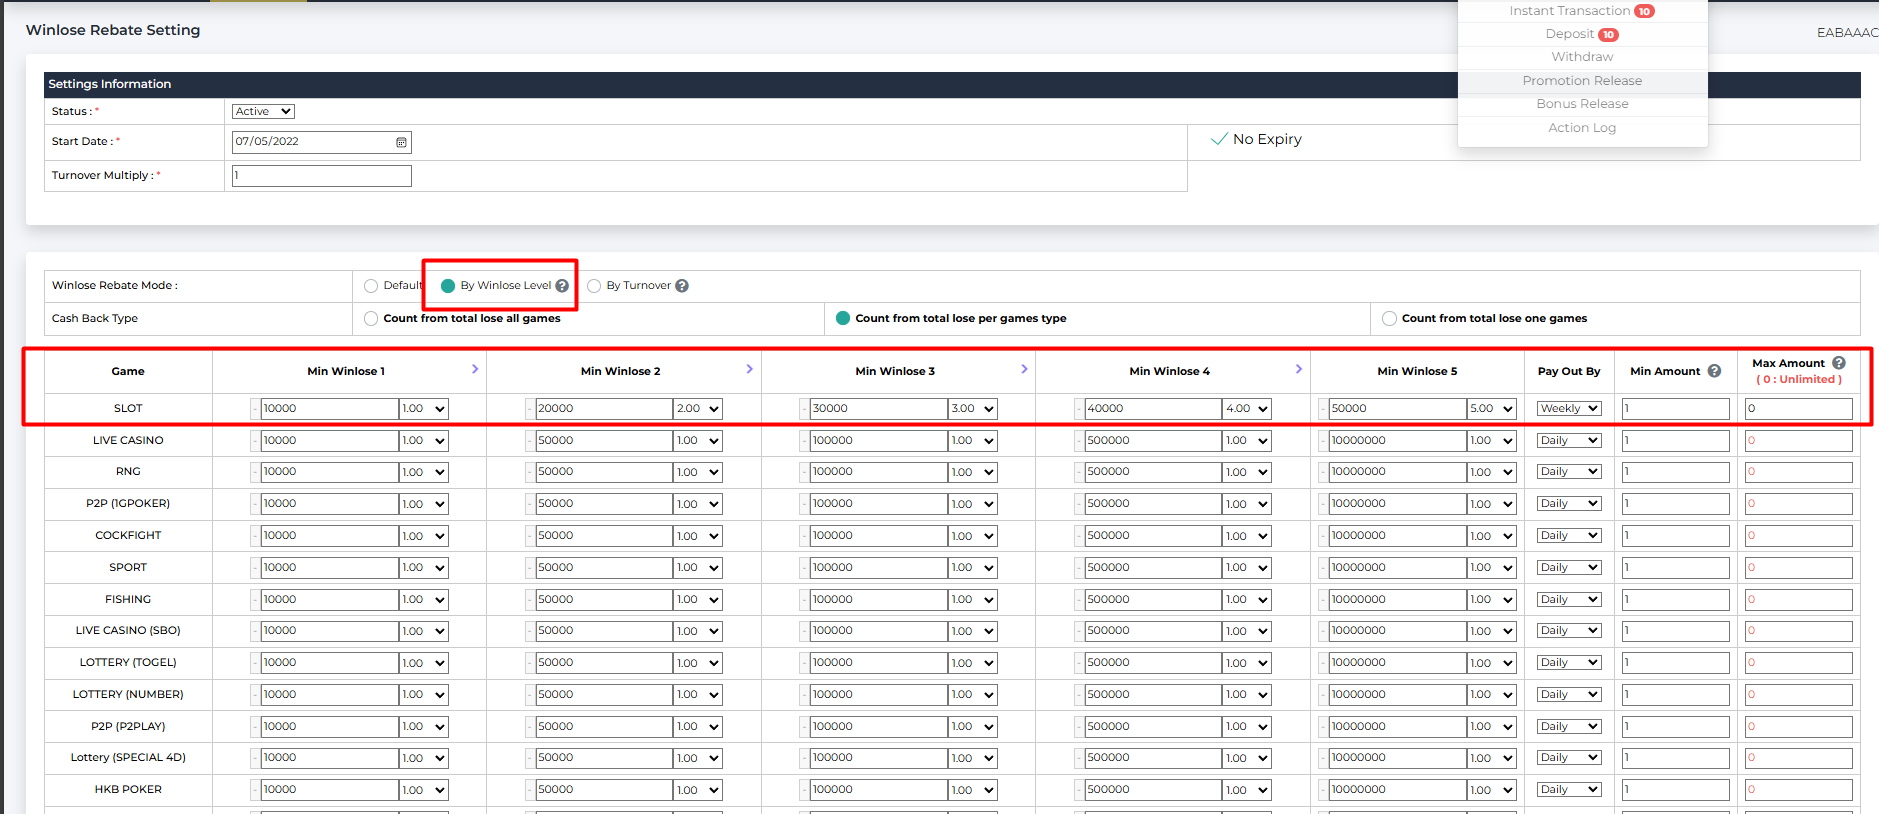 Instant Transaction 10
Winlose Rebate Setting
EABAAAC
Deposit 10
Withdraw
Settings Information
Promotion Release
Status : * Active
Bonus Release
Action Log
Start Date : * 07/05/2022 No Expiry
Turnover Multiply : * 1
Winlose Rebate Mode : Default By Winlose Level ? By Turnover ?
Cash Back Type Count from total lose all games Count from total lose per games type Count from total lose one games
Game Min Winlose 1 > Min Winlose 2 > Min Winlose 3 > Min Winlose 4 > Min Winlose 5 Pay Out By Min Amount ? Max Amount ?
( 0 : Unlimited )
SLOT - 10000 1.00 - 20000 2.00 - 30000 3.00 - 40000 4.00 - 50000 5.00 Weekly 1 0
LIVE CASINO - 10000 1.00 - 50000 1.00 - 100000 1.00 - 500000 1.00 - 10000000 1.00 Daily 1 0
RNG - 10000 1.00 - 50000 1.00 - 100000 1.00 - 500000 1.00 - 10000000 1.00 Daily 1 0
P2P (1GPOKER) - 10000 1.00 - 50000 1.00 - 100000 1.00 - 500000 1.00 - 10000000 1.00 Daily 1 0
COCKFIGHT - 10000 1.00 - 50000 1.00 - 100000 1.00 - 500000 1.00 - 10000000 1.00 Daily 1 0
SPORT - 10000 1.00 - 50000 1.00 - 100000 1.00 - 500000 1.00 - 10000000 1.00 Daily 1 0
FISHING - 10000 1.00 - 50000 1.00 - 100000 1.00 - 500000 1.00 - 10000000 1.00 Daily 1 0
LIVE CASINO (SBO) - 10000 1.00 - 50000 1.00 - 100000 1.00 - 500000 1.00 - 10000000 1.00 Daily 1 0
LOTTERY (TOGEL) - 10000 1.00 - 50000 1.00 - 100000 1.00 - 500000 1.00 - 10000000 1.00 Daily 1 0
LOTTERY (NUMBER) - 10000 1.00 - 50000 1.00 - 100000 1.00 - 500000 1.00 - 10000000 1.00 Daily 1 0
P2P (P2PLAY) - 10000 1.00 - 50000 1.00 - 100000 1.00 - 500000 1.00 - 10000000 1.00 Daily 1 0
Lottery (SPECIAL 4D) - 10000 1.00 - 50000 1.00 - 100000 1.00 - 500000 1.00 - 10000000 1.00 Daily 1 0
HKB POKER - 10000 1.00 - 50000 1.00 - 100000 1.00 - 500000 1.00 - 10000000 1.00 Daily 1 0